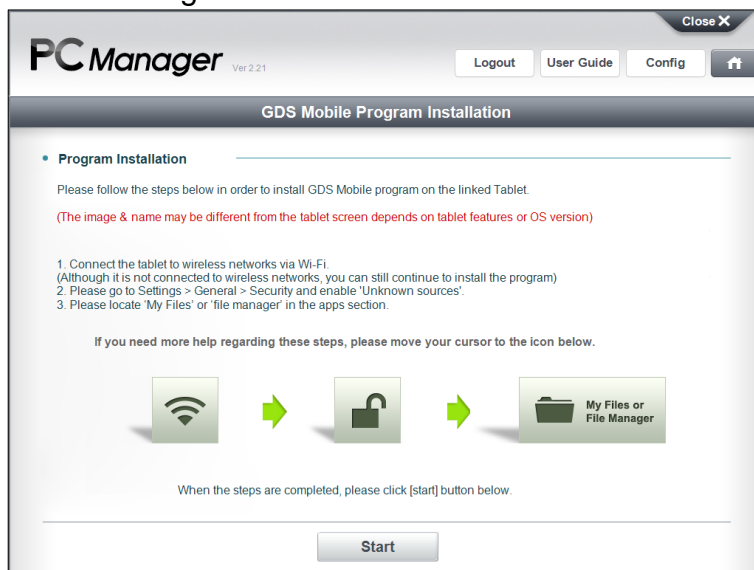 Close X
PC Manager Ver 2.21
Logout
User Guide
Config
GDS Mobile Program Installation
• Program Installation
Please follow the steps below in order to install GDS Mobile program on the linked Tablet.
(The image & name may be different from the tablet screen depends on tablet features or OS version)
1. Connect the tablet to wireless networks via Wi-Fi.
(Although it is not connected to wireless networks, you can still continue to install the program)
2. Please go to Settings > General > Security and enable 'Unknown sources'.
3. Please locate 'My Files' or 'file manager' in the apps section.
If you need more help regarding these steps, please move your cursor to the icon below.
My Files or
File Manager
When the steps are completed, please click [start] button below.
Start